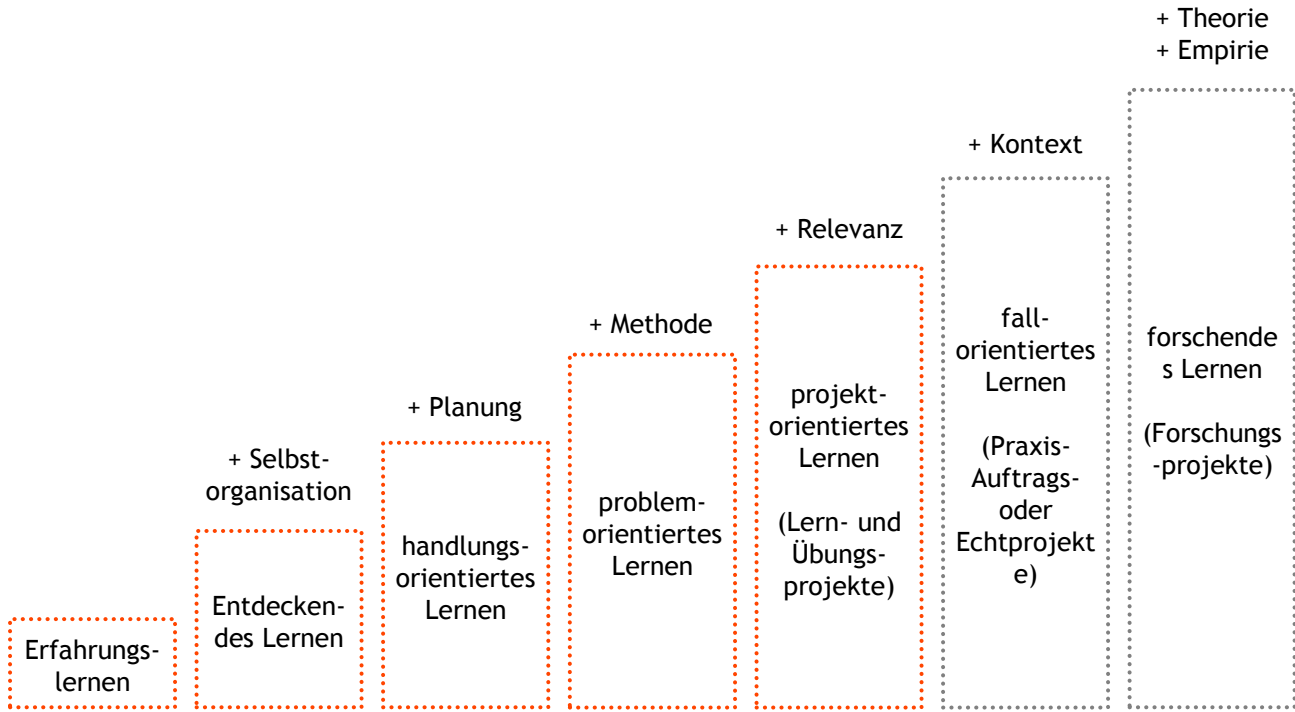 Erfahrungs-
lernen
+ Selbst-
organisation
Entdecken-
des Lernen
+ Planung
handlungs-
orientiertes
Lernen
+ Methode
problem-
orientiertes
Lernen
+ Relevanz
projekt-
orientiertes
Lernen
(Lern- und
Übungs-
projekte)
+ Kontext
fall-
orientiertes
Lernen
(Praxis-
Auftrags-
oder
Echtprojekt
e)
+ Theorie
+ Empirie
forschende
s Lernen
(Forschungs
-projekte)